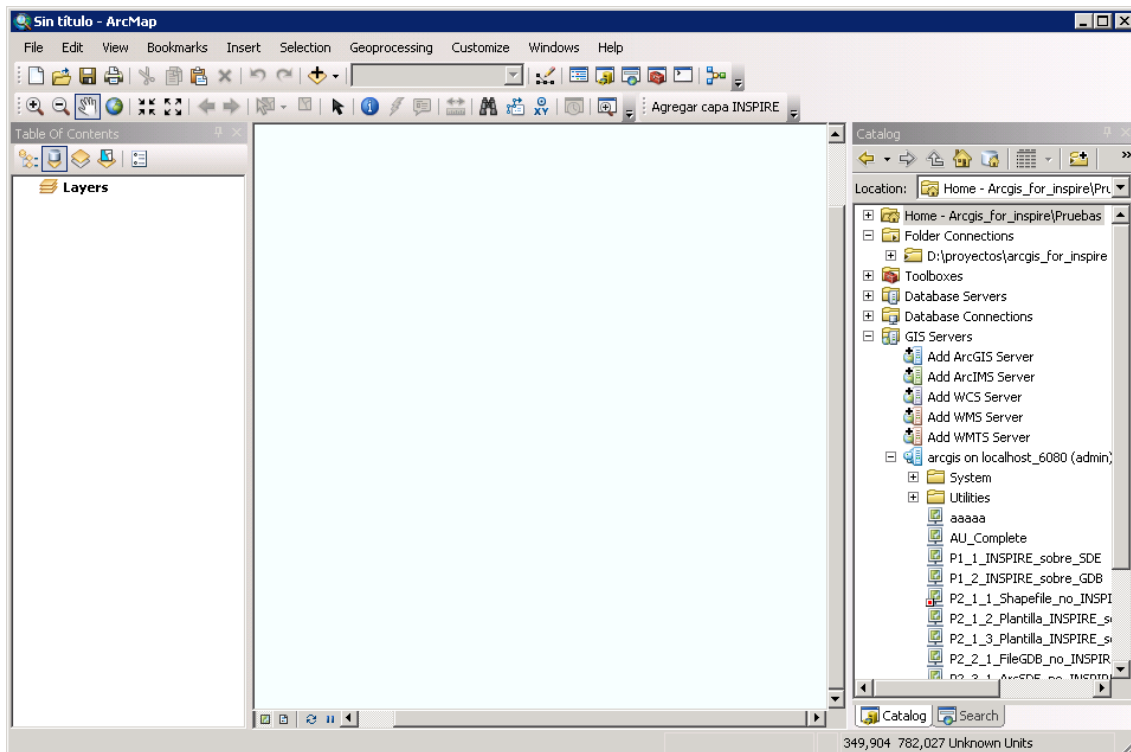 Sin título - ArcMap
File Edit View Bookmarks Insert Selection Geoprocessing Customize Windows Help
Agregar capa INSPIRE
Table Of Contents
Layers
Catalog
Location: Home - Arcgis_for_inspire\Pru
Home - Arcgis_for_inspire\Pruebas
Folder Connections
D:\proyectos\arcgis_for_inspire
Toolboxes
Database Servers
Database Connections
GIS Servers
Add ArcGIS Server
Add ArcIMS Server
Add WCS Server
Add WMS Server
Add WMTS Server
arcgis on localhost_6080 (admin)
System
Utilities
aaaaa
AU_Complete
P1_1_INSPIRE_sobre_SDE
P1_2_INSPIRE_sobre_GDB
P2_1_1_Shapefile_no_INSPI
P2_1_2_Plantilla_INSPIRE_s
P2_1_3_Plantilla_INSPIRE_s
P2_2_1_FileGDB_no_INSPIR
P2_3_1_ArcSDE_no_INSPIR
Catalog Search
349,904 782,027 Unknown Units